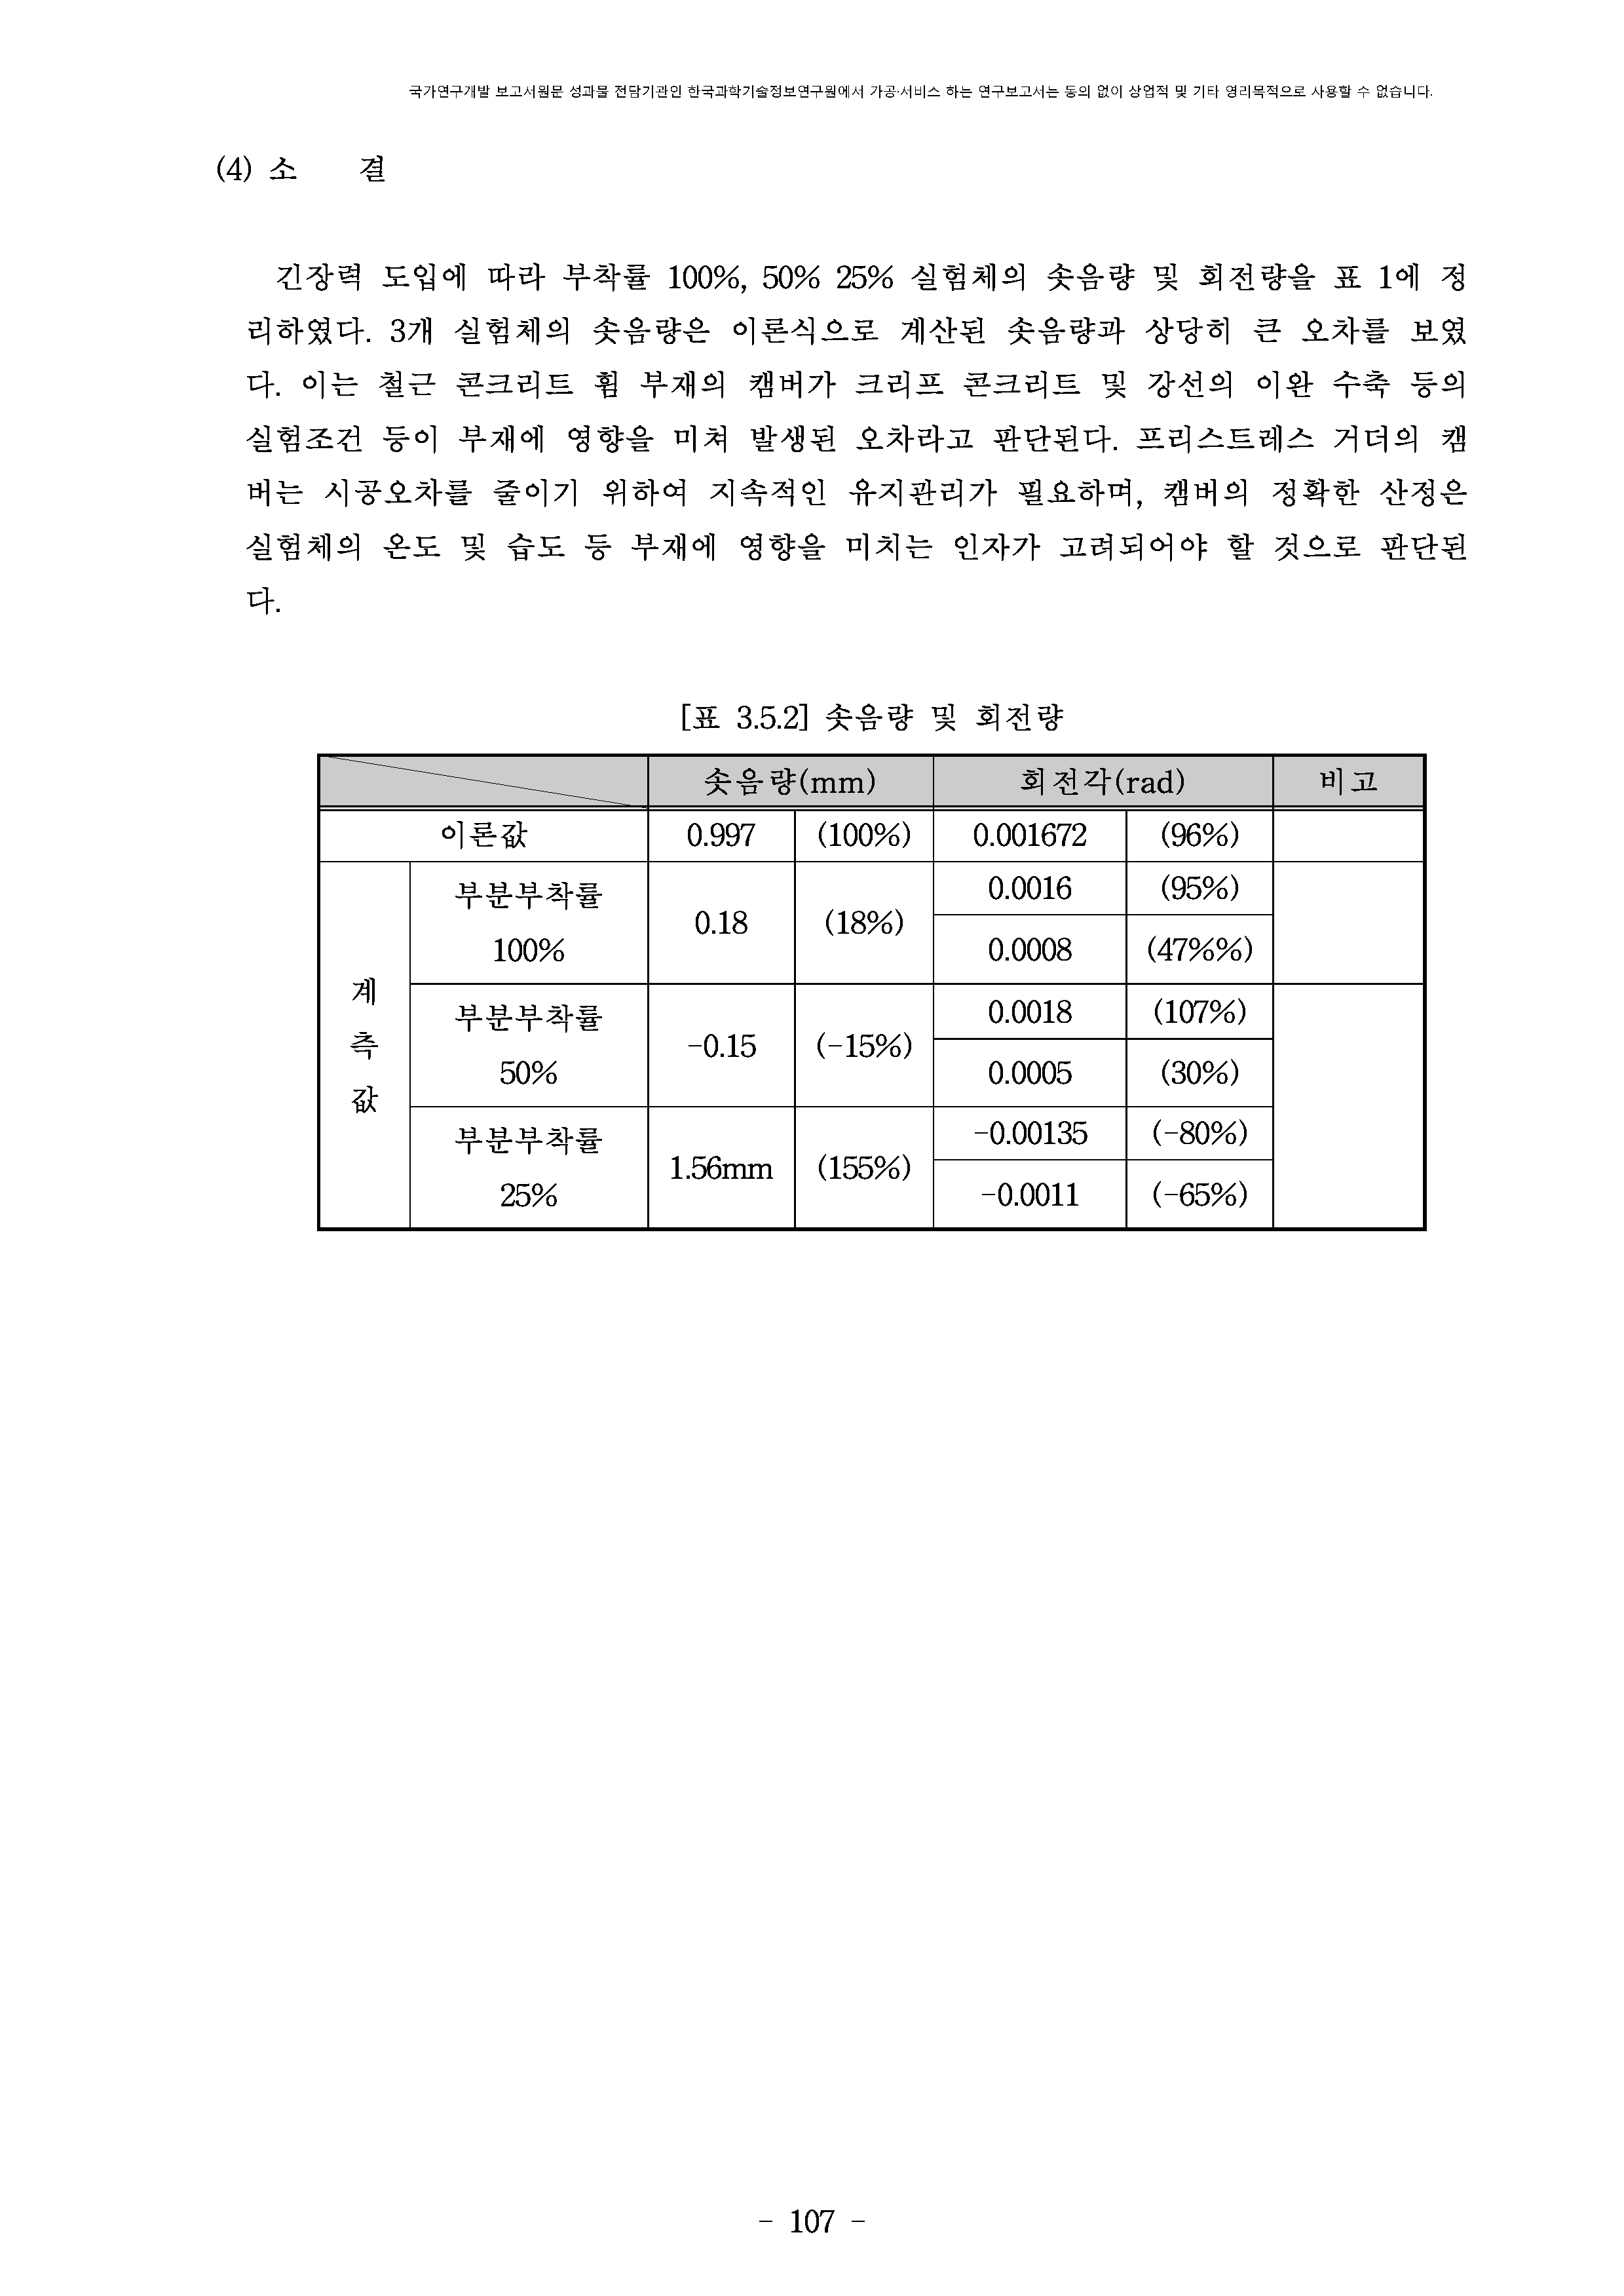 국가연구개발 보고서원문 성과물 전담기관인 한국과학기술정보연구원에서 가공·서비스 하는 연구보고서는 동의 없이 상업적 및 기타 영리목적으로 사용할 수 없습니다.
(4) 소 결
긴장력 도입에 따라 부착률 100%, 50% 25% 실험체의 솟음량 및 회전량을 표 1에 정
리하였다. 3개 실험체의 솟음량은 이론식으로 계산된 솟음량과 상당히 큰 오차를 보였
다. 이는 철근 콘크리트 휨 부재의 캠버가 크리프 콘크리트 및 강선의 이완 수축 등의
실험조건 등이 부재에 영향을 미쳐 발생된 오차라고 판단된다. 프리스트레스 거더의 캠
버는 시공오차를 줄이기 위하여 지속적인 유지관리가 필요하며, 캠버의 정확한 산정은
실험체의 온도 및 습도 등 부재에 영향을 미치는 인자가 고려되어야 할 것으로 판단된
다.
[표 3.5.2] 솟음량 및 회전량
솟음량(mm) 회전각(rad) 비고
이론값 0.997 (100%) 0.001672 (96%)
계
측
값
부분부착률
100%
0.18 (18%)
0.0016 (95%)
0.0008 (47%%)
부분부착률
50%
-0.15 (-15%)
0.0018 (107%)
0.0005 (30%)
부분부착률
25%
1.56mm (155%)
-0.00135 (-80%)
-0.0011 (-65%)
- 107 -